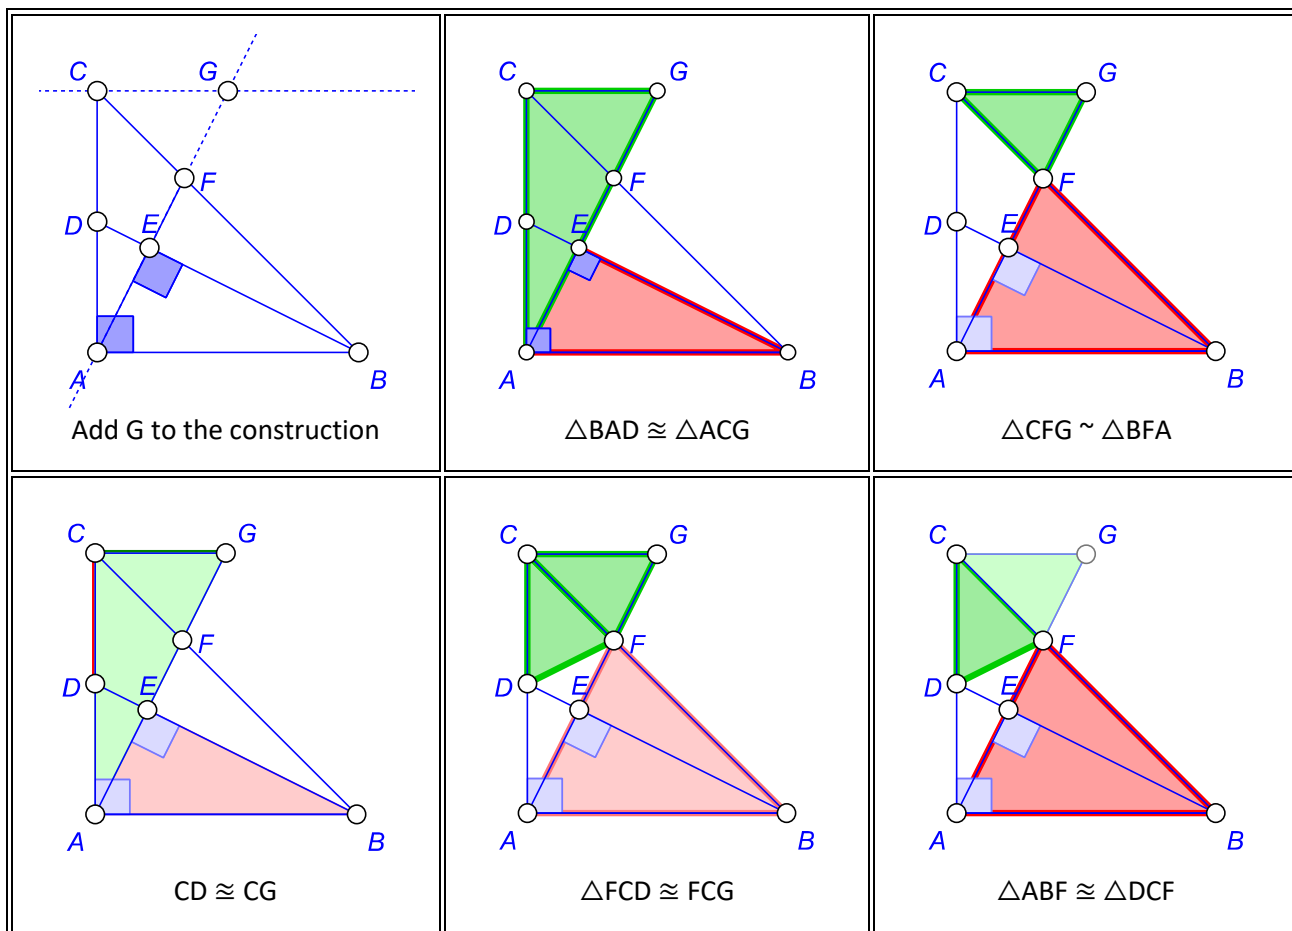 C G
F
D E
A B
Add G to the construction
C G
F
D E
A B
△BAD ≊ △ACG
C G
F
D E
A B
△CFG ~ △BFA
C G
F
D E
A B
CD ≊ CG
C G
F
D E
A B
△FCD ≊ FCG
C G
F
D E
A B
△ABF ≊ △DCF